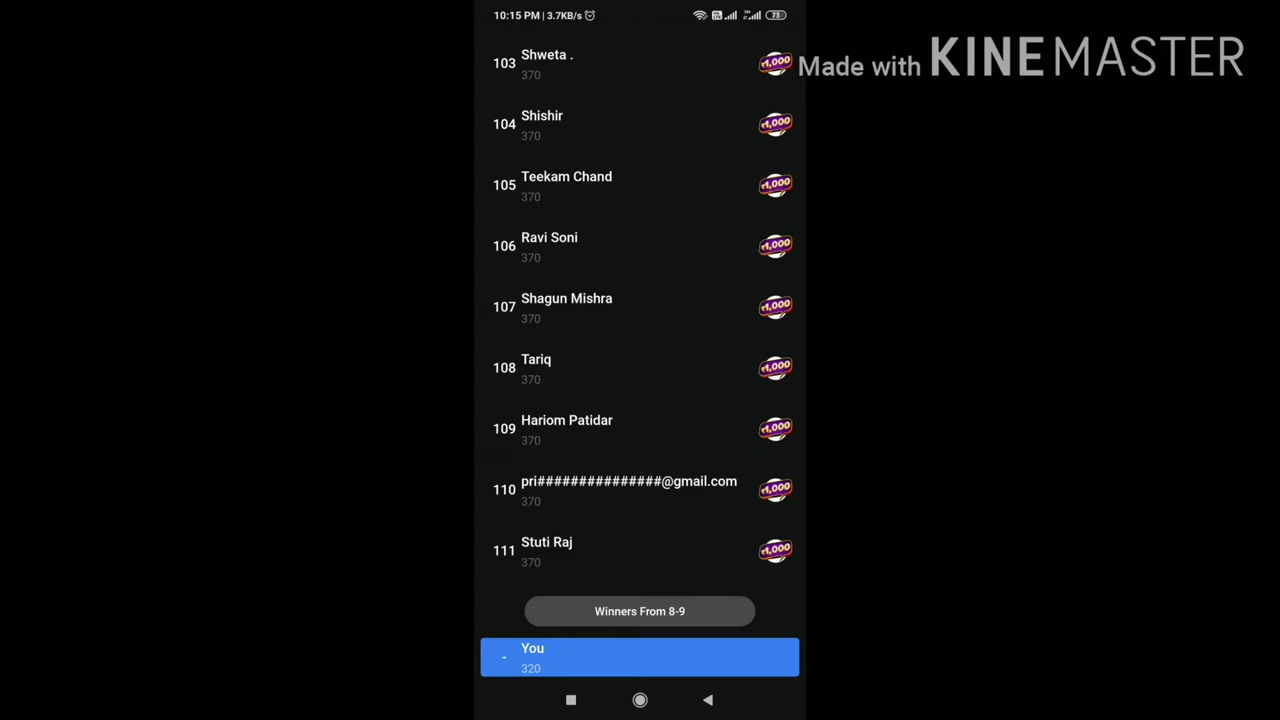 10:15 PM | 3.7KB/s
73
Made with KINEMASTER
103 Shweta .
370
₹1,000
104 Shishir
370
₹1,000
105 Teekam Chand
370
₹1,000
106 Ravi Soni
370
₹1,000
107 Shagun Mishra
370
₹1,000
108 Tariq
370
₹1,000
109 Hariom Patidar
370
₹1,000
110 pri###############@gmail.com
370
₹1,000
111 Stuti Raj
370
₹1,000
Winners From 8-9
- You
320